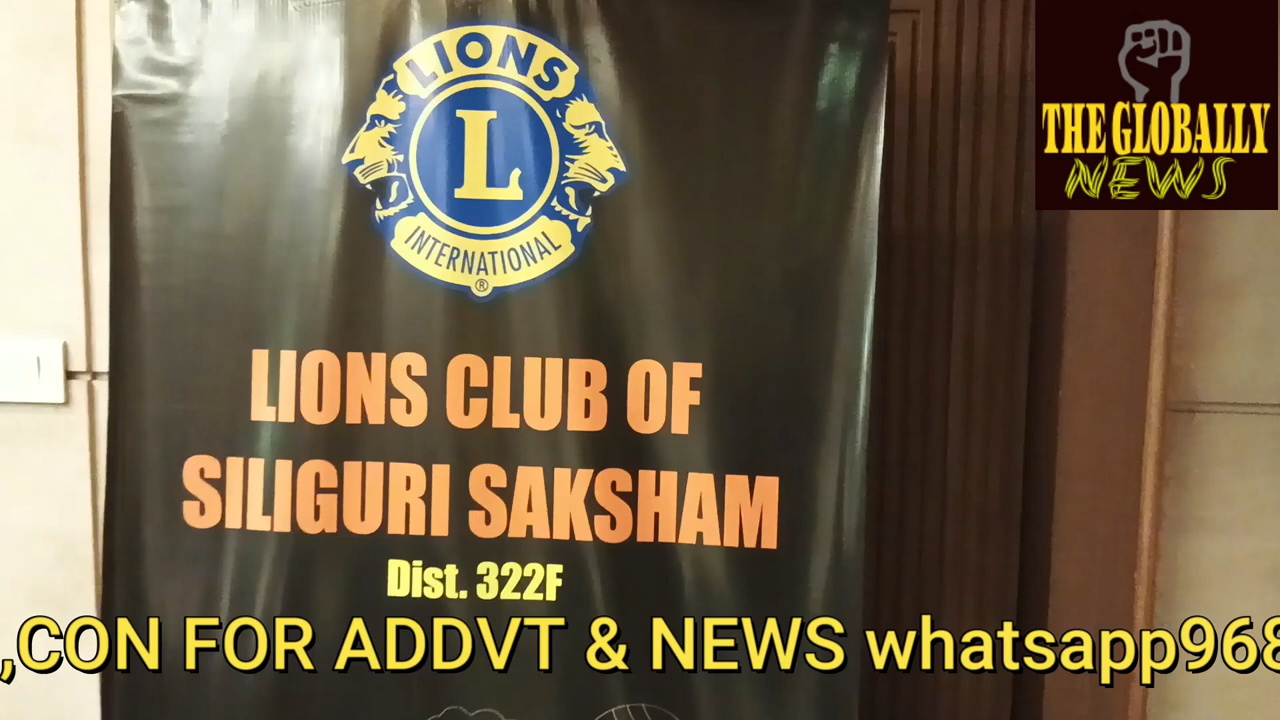 LIONS
L
INTERNATIONAL
®
THE GLOBALLY
NEWS
LIONS CLUB OF
SILIGURI SAKSHAM
Dist. 322F
,CON FOR ADDVT & NEWS whatsapp968